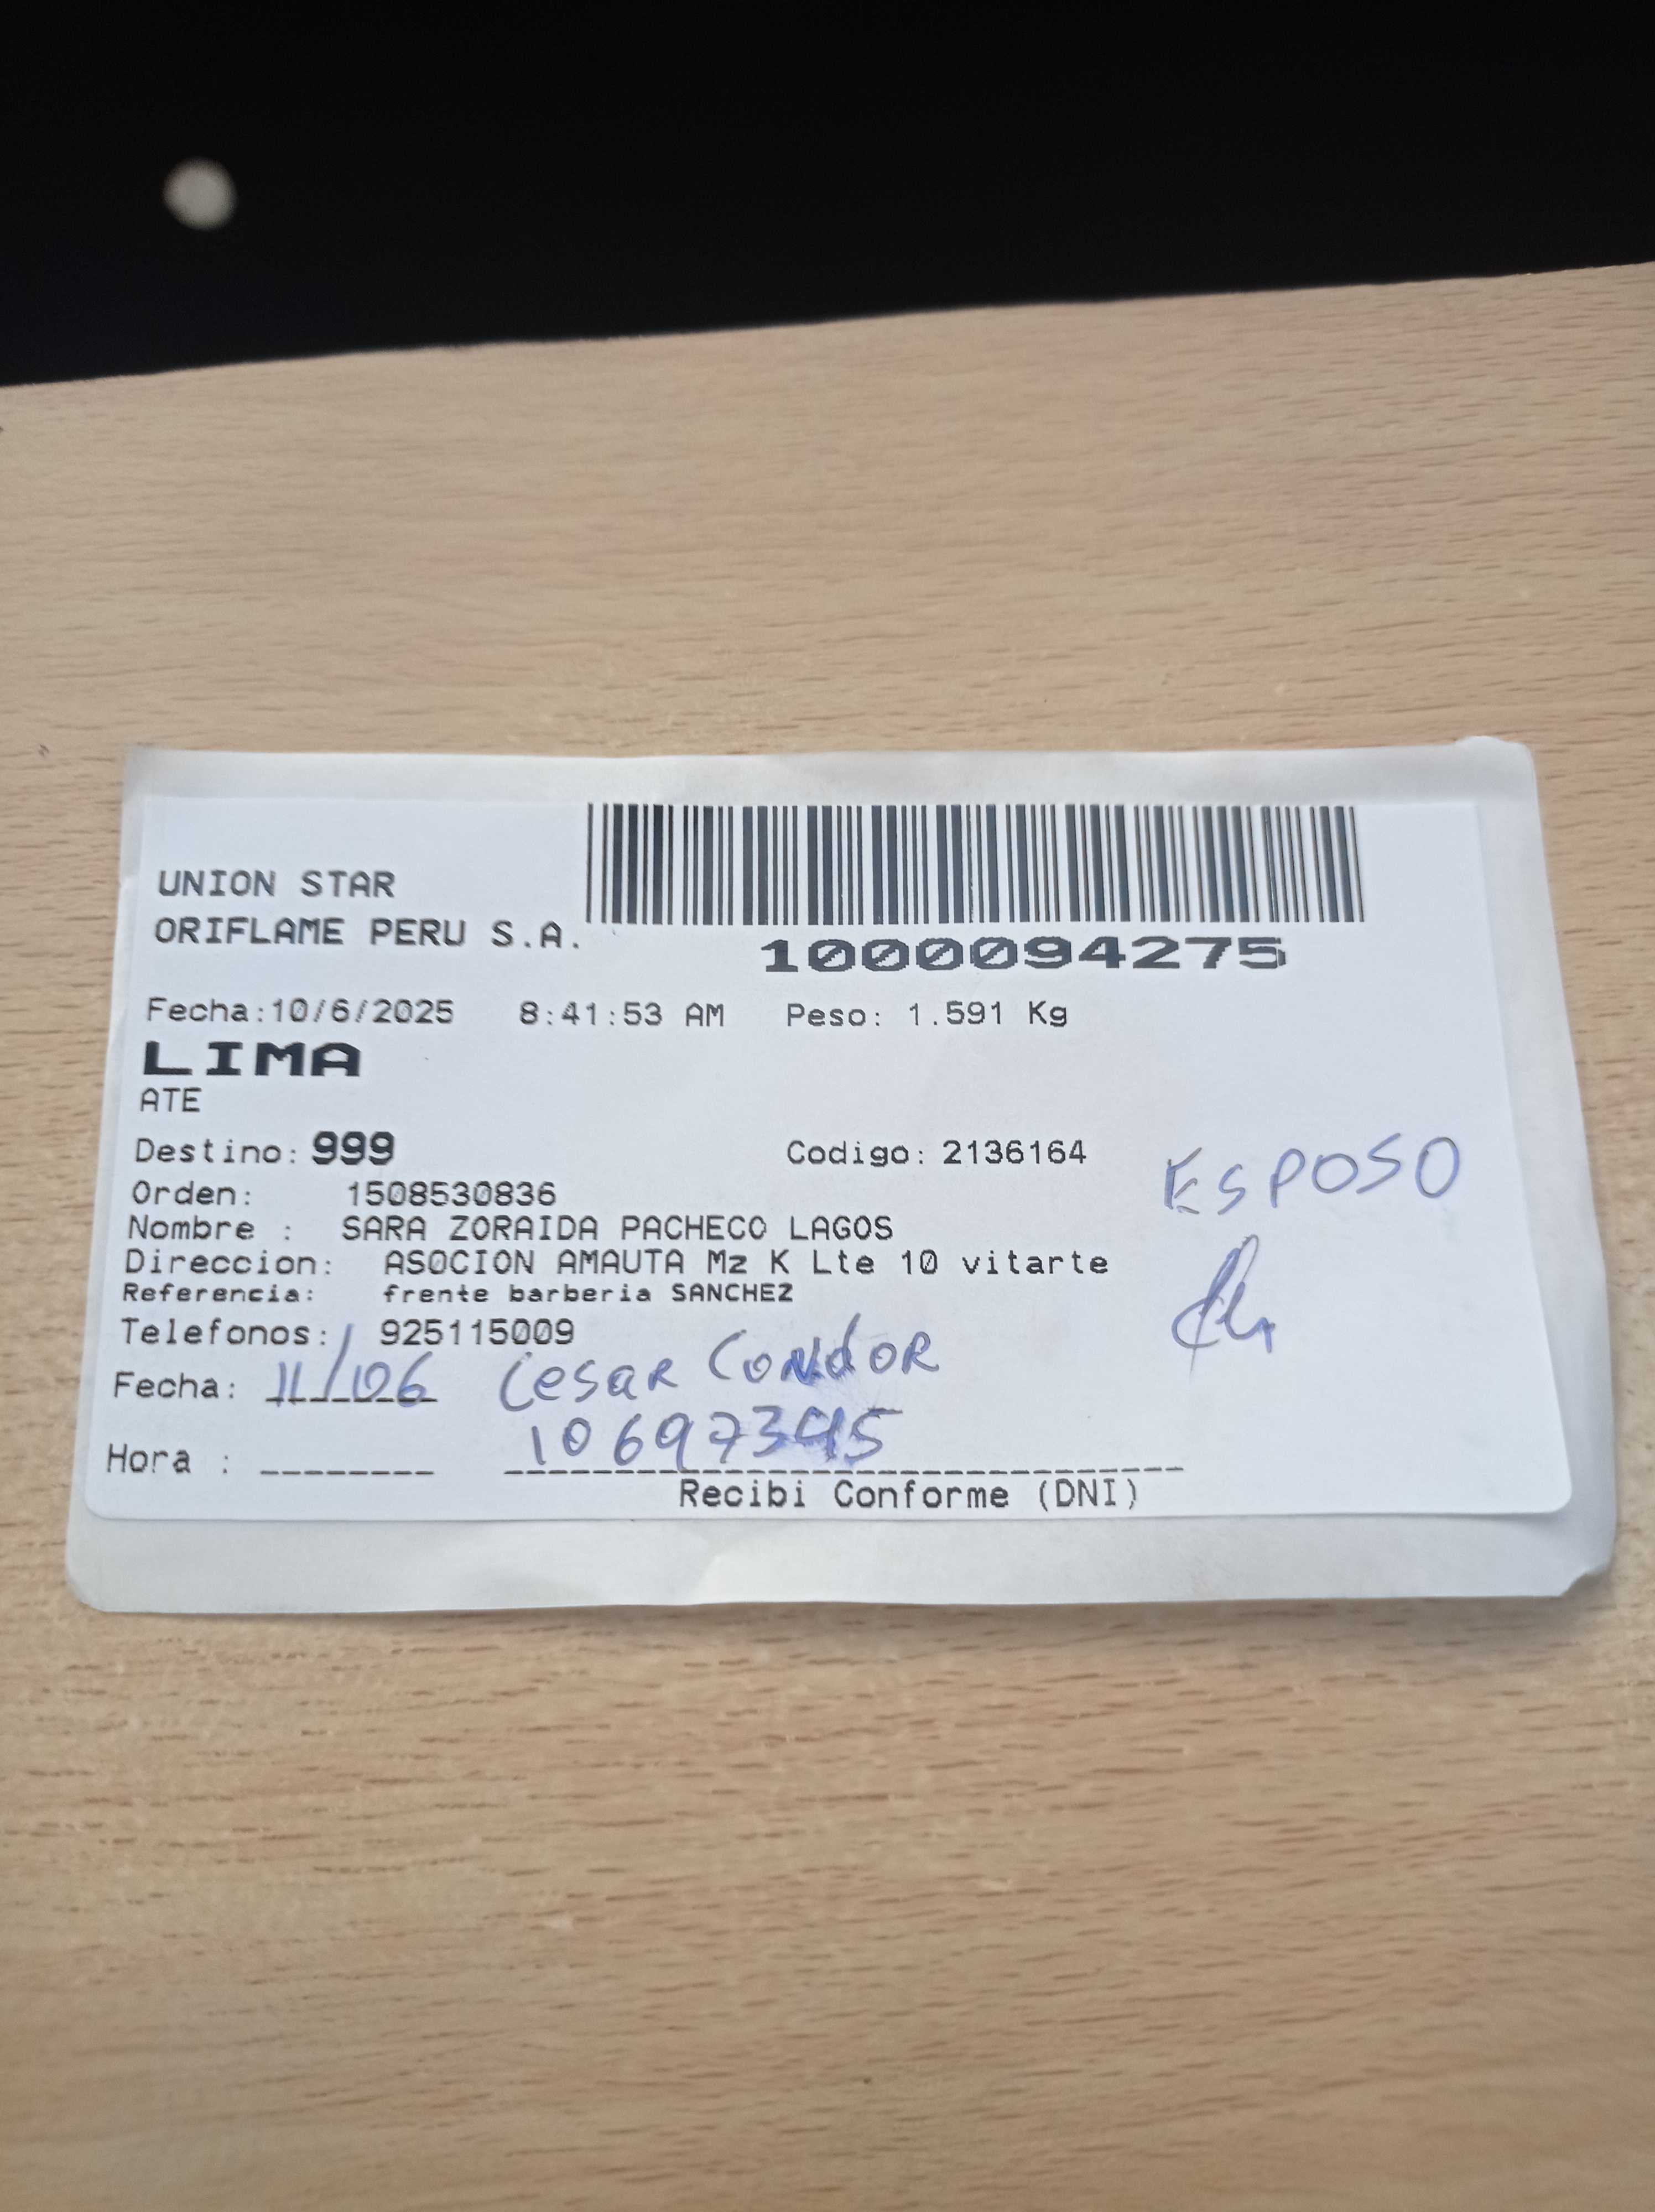 UNION STAR
ORIFLAME PERU S.A.
1000094275
Fecha:10/6/2025 8:41:53 AM Peso: 1.591 Kg
LIMA
ATE
Destino: 999 Codigo: 2136164
ESPOSO
Orden: 1508530836
Nombre : SARA ZORAIDA PACHECO LAGOS
Direccion: ASOCION AMAUTA Mz K Lte 10 vitarte
Referencia: frente barberia SANCHEZ
Telefonos: 925115009
Fecha: 11/06 Cesar Condor
Hora : --------
Recibi Conforme (DNI)